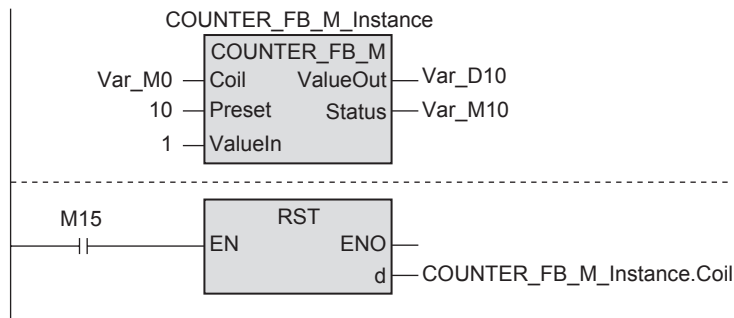 COUNTER_FB_M_Instance
COUNTER_FB_M
Var_M0 Coil ValueOut Var_D10
10 Preset Status Var_M10
1 ValueIn
M15 RST
EN ENO
d COUNTER_FB_M_Instance.Coil